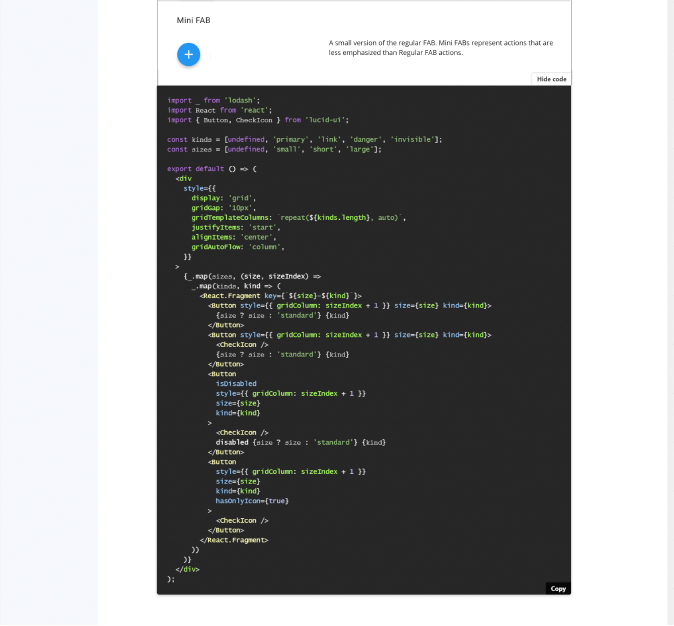 Mini FAB
A small version of the regular FAB. Mini FABs represent actions that are
less emphasized than Regular FAB actions.
Hide code
import _ from 'lodash';
import React from 'react';
import { Button, CheckIcon } from 'lucid-ui';
const kinds = [undefined, 'primary', 'link', 'danger', 'invisible'];
const sizes = [undefined, 'small', 'short', 'large'];
export default () => (
<div
style={{
display: 'grid',
gridGap: '10px',
gridTemplateColumns: `repeat(${kinds.length}, auto)`,
justifyItems: 'start',
alignItems: 'center',
gridAutoFlow: 'column',
}}
>
{_.map(sizes, (size, sizeIndex) =>
_.map(kinds, kind => (
<React.Fragment key={`${size}-${kind}`}>
<Button style={{ gridColumn: sizeIndex + 1 }} size={size} kind={kind}>
{size ? size : 'standard'} {kind}
</Button>
<Button style={{ gridColumn: sizeIndex + 1 }} size={size} kind={kind}>
<CheckIcon />
{size ? size : 'standard'} {kind}
</Button>
<Button
isDisabled
style={{ gridColumn: sizeIndex + 1 }}
size={size}
kind={kind}
>
<CheckIcon />
disabled {size ? size : 'standard'} {kind}
</Button>
<Button
style={{ gridColumn: sizeIndex + 1 }}
size={size}
kind={kind}
hasOnlyIcon={true}
>
<CheckIcon />
</Button>
</React.Fragment>
))
)}
</div>
);
Copy